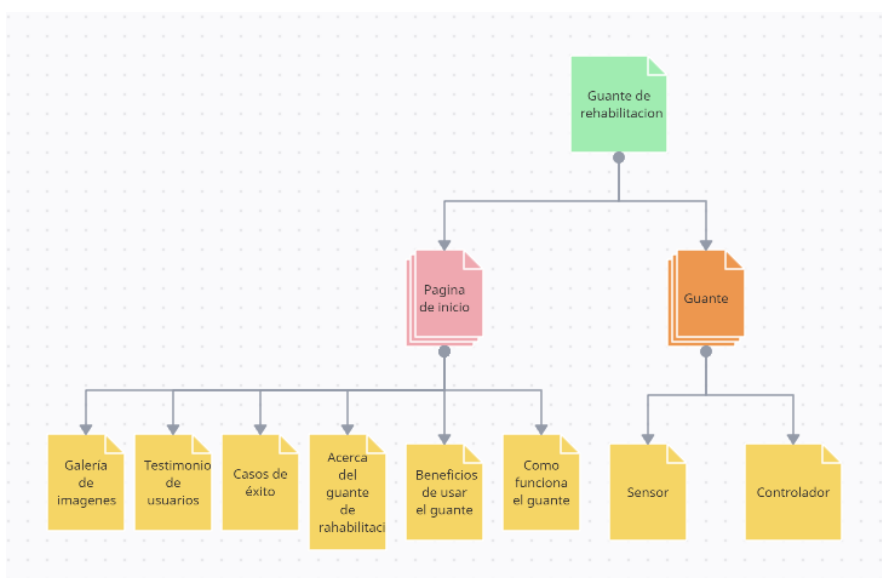 Guante de
rehabilitacion
Pagina
de inicio
Guante
Galería
de
imagenes
Testimonio
de
usuarios
Casos de
éxito
Acerca
del
guante
de
rahabilitaci
Beneficios
de usar
el guante
Como
funciona
el guante
Sensor
Controlador